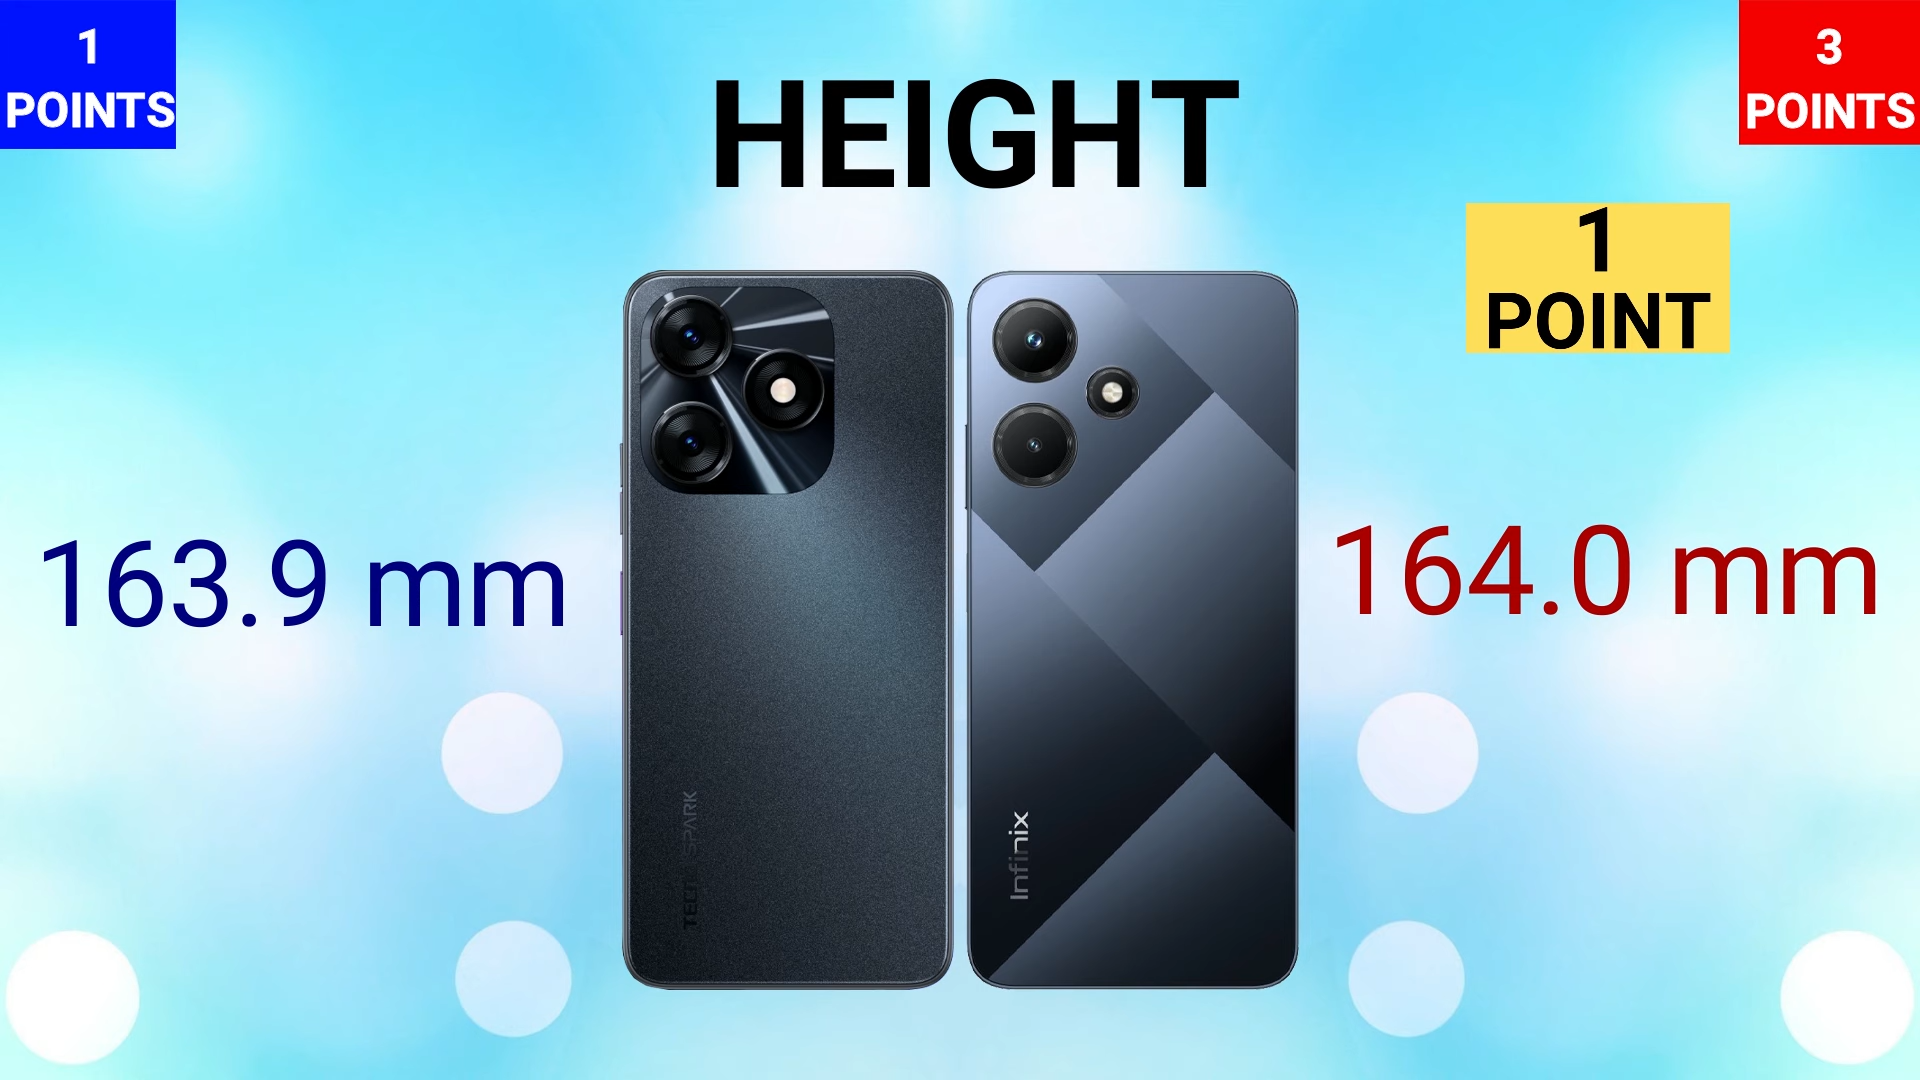 1
POINTS
HEIGHT
3
POINTS
1
POINT
163.9 mm
164.0 mm
SPARK
Infinix